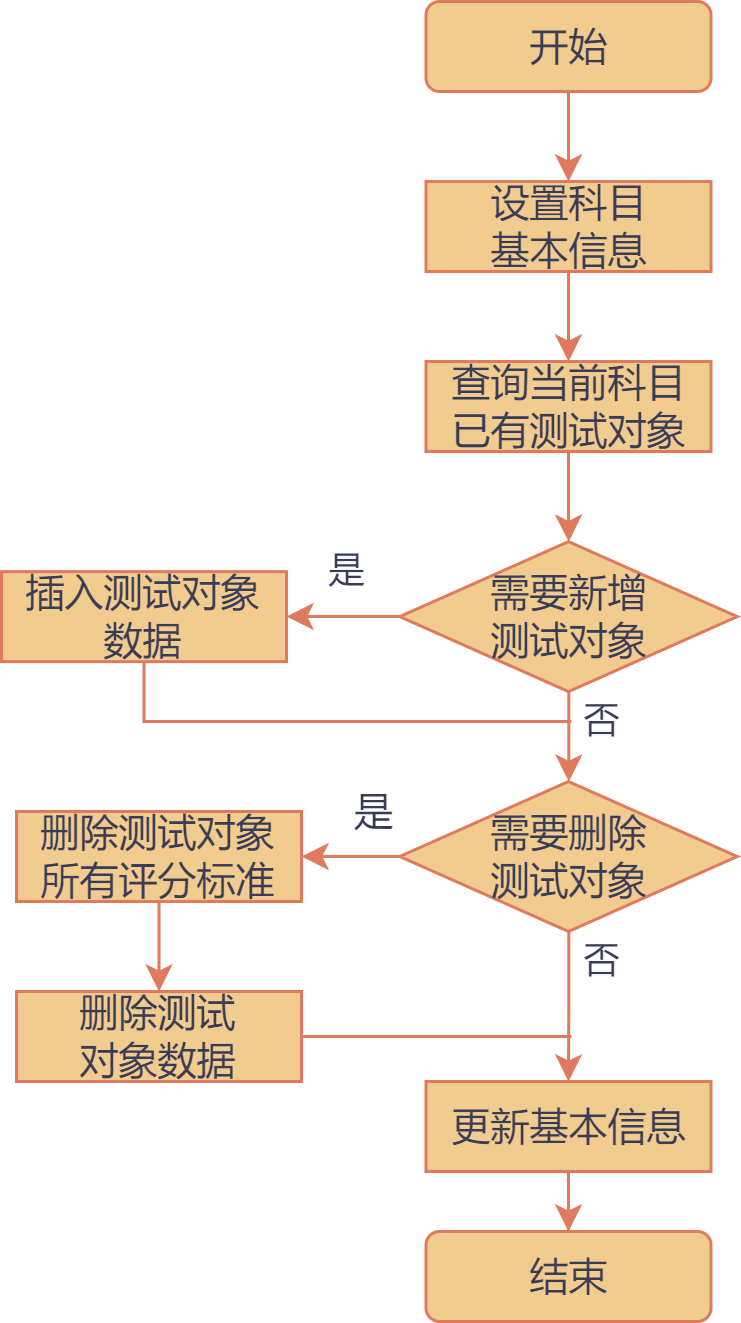 开始
设置科目
基本信息
查询当前科目
已有测试对象
是
插入测试对象
数据
需要新增
测试对象
否
是
删除测试对象
所有评分标准
需要删除
测试对象
否
删除测试
对象数据
更新基本信息
结束